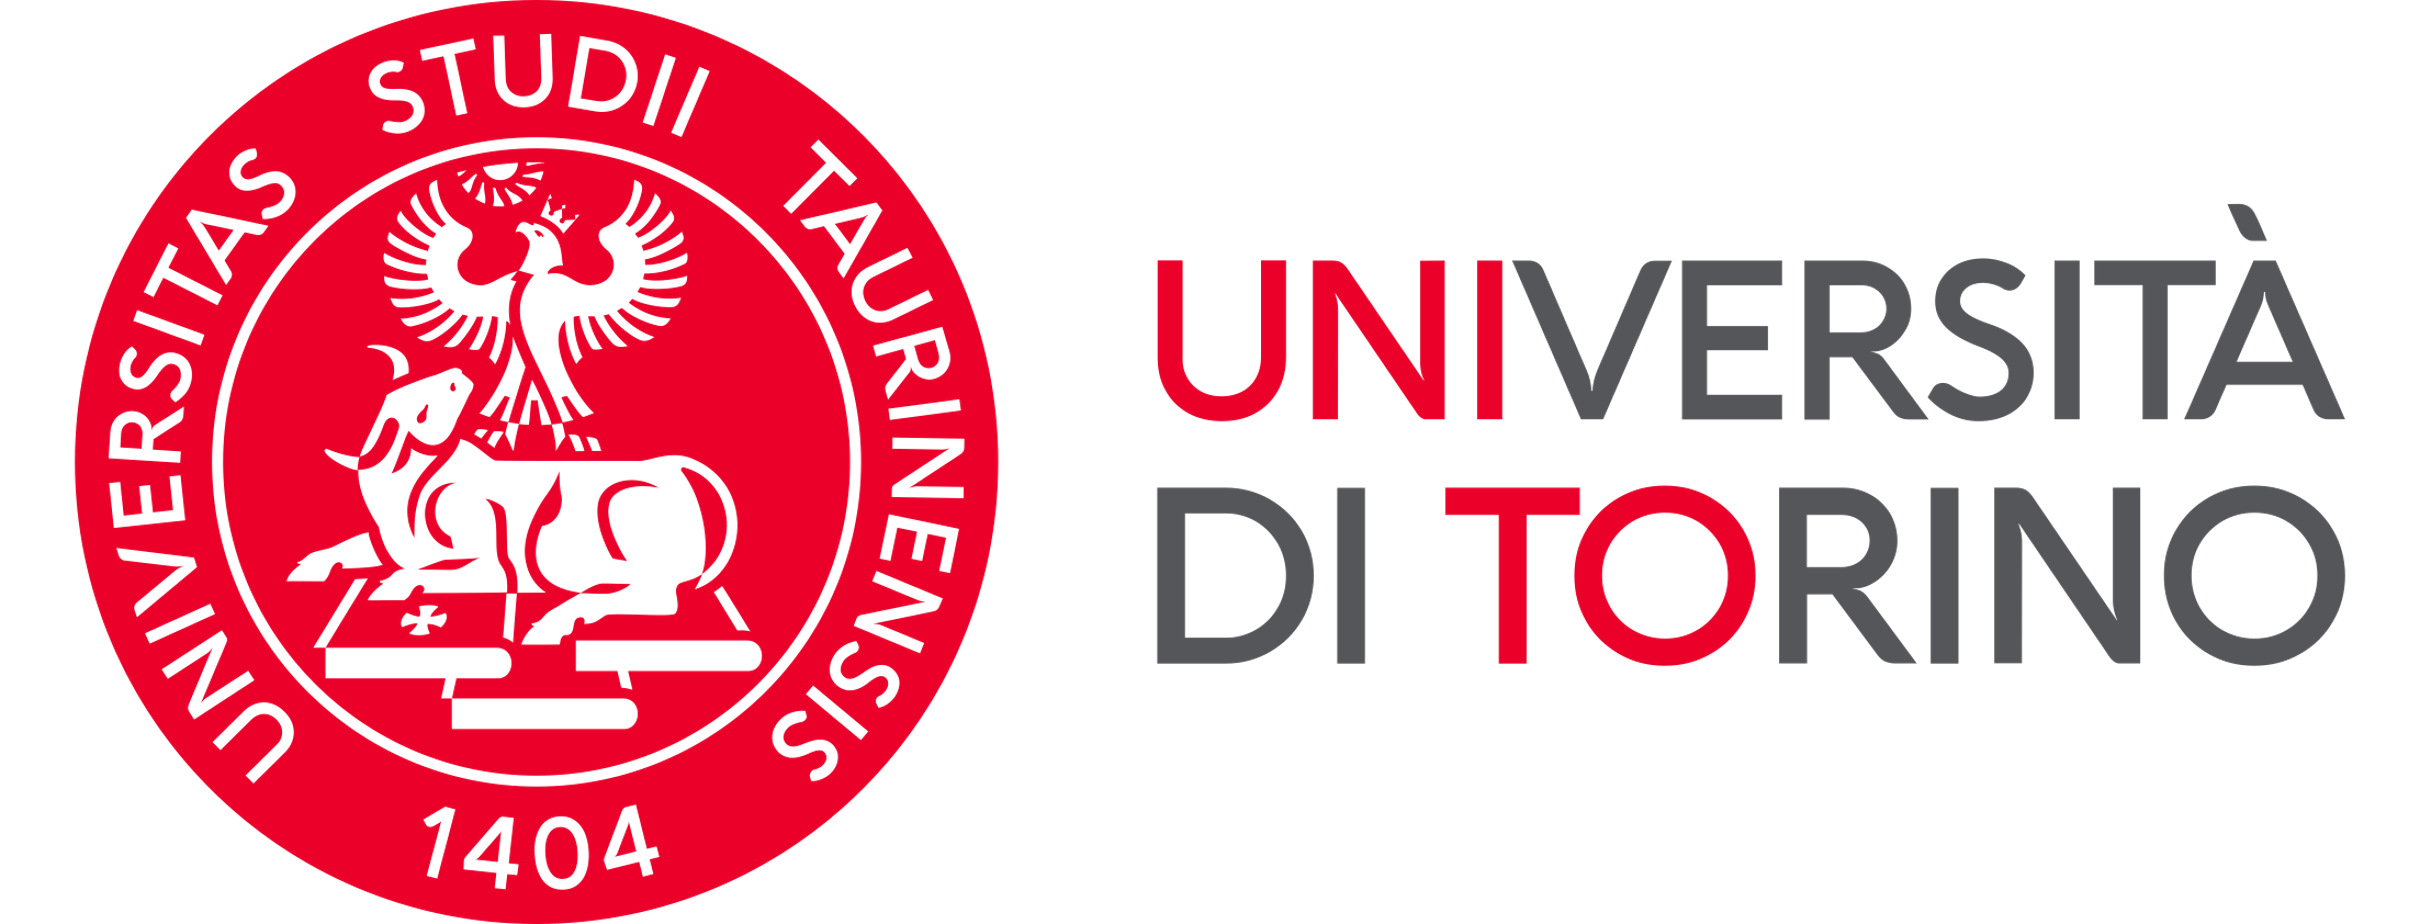 UNIVERSITAS STUDII TAURINENSIS
1404
UNIVERSITÀ
DI TORINO